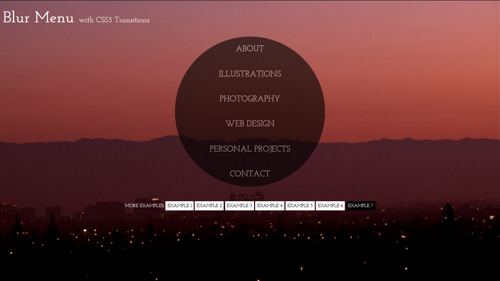 Blur Menu with CSS3 Transitions
ABOUT
ILLUSTRATIONS
PHOTOGRAPHY
WEB DESIGN
PERSONAL PROJECTS
CONTACT
MORE EXAMPLES: EXAMPLE 1 EXAMPLE 2 EXAMPLE 3 EXAMPLE 4 EXAMPLE 5 EXAMPLE 6 EXAMPLE 7